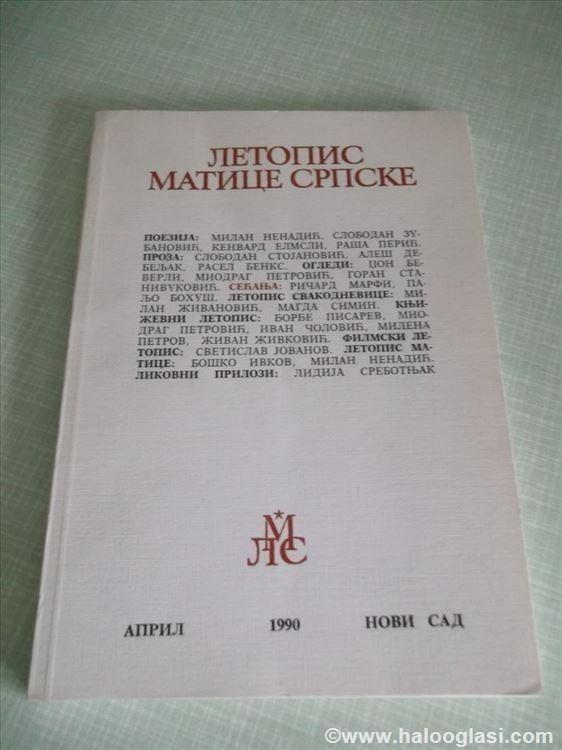 ЛЕТОПИС
МАТИЦЕ СРПСКЕ
ПОЕЗИЈА: МИЛАН НЕНАДИЋ, СЛОБОДАН ЗУ-
БАНОВИЋ, КЕНВАРД ЕЛМСЛИ, РАША ПЕРИЋ.
ПРОЗА: СЛОБОДАН СТОЈАНОВИЋ, АЛЕШ ДЕ-
БЕЉАК, РАСЕЛ БЕНКС. ОГЛЕДИ: ЏОН БЕ-
ВЕРЛИ, МИОДРАГ ПЕТРОВИЋ, ГОРАН СТА-
НИВУКОВИЋ. СЕЋАЊА: РИЧАРД МАРФИ, ПА-
ЉО БОХУШ. ЛЕТОПИС СВАКОДНЕВИЦЕ: МИ-
ЛАН ЖИВАНОВИЋ, МАГДА СИМИН. КЊИ-
ЖЕВНИ ЛЕТОПИС: ЂОРЂЕ ПИСАРЕВ, МИО-
ДРАГ ПЕТРОВИЋ, ИВАН ЧОЛОВИЋ, МИЛЕНА
ПЕТРОВ, ЖИВАН ЖИВКОВИЋ. ФИЛМСКИ ЛЕ-
ТОПИС: СВЕТИСЛАВ ЈОВАНОВ. ЛЕТОПИС МА-
ТИЦЕ: БОШКО ИВКОВ, МИЛАН НЕНАДИЋ.
ЛИКОВНИ ПРИЛОЗИ: ЛИДИЈА СРЕБОТЊАК
М
ЛС
АПРИЛ 1990 НОВИ САД
©www.halooglasi.com